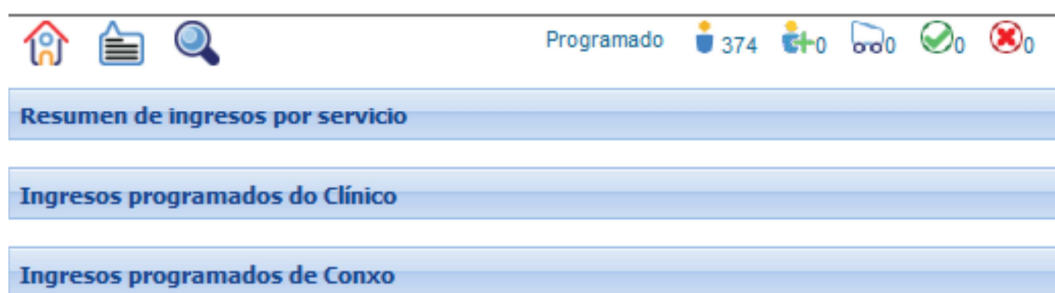 Programado 374 0 0 0 0
Resumen de ingresos por servicio
Ingresos programados do Clínico
Ingresos programados de Conxo